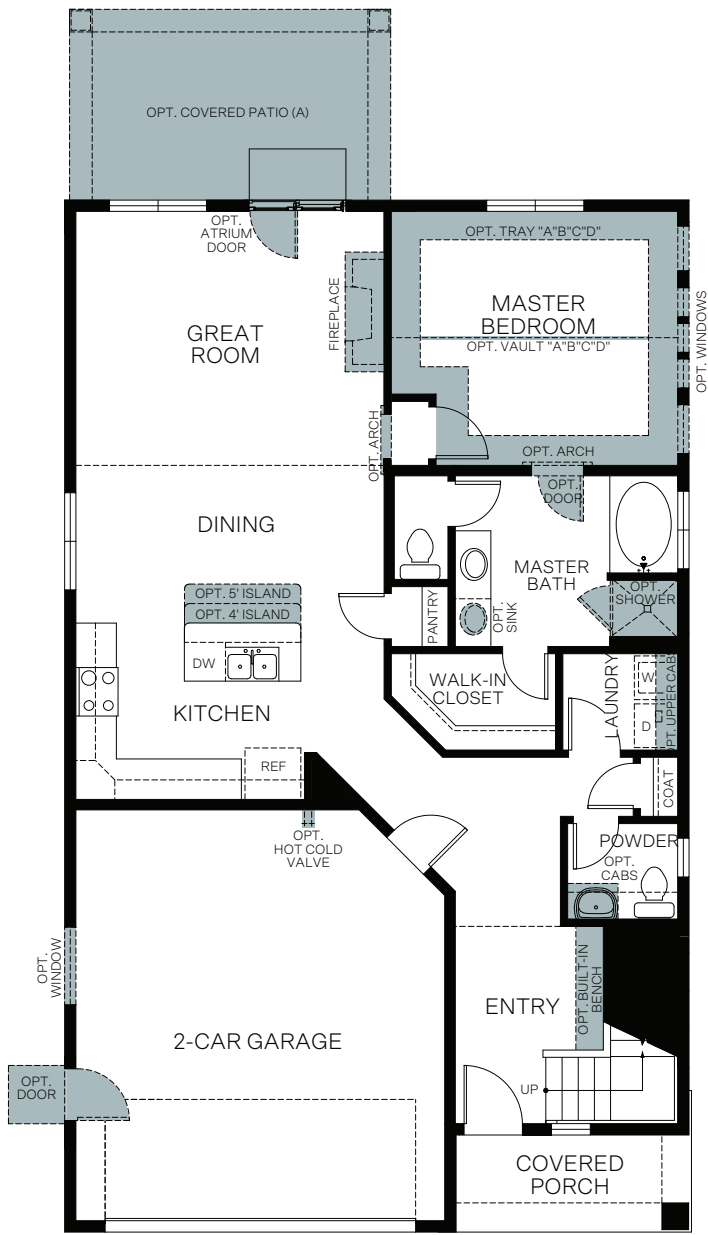 OPT. COVERED PATIO (A)
OPT.
ATRIUM
DOOR
OPT. TRAY "A"B"C"D"
FIREPLACE
GREAT
ROOM
MASTER
BEDROOM
OPT. VAULT "A"B"C"D"
OPT. WINDOWS
OPT. ARCH
OPT. ARCH
OPT.
DOOR
DINING
MASTER
BATH
OPT. 5' ISLAND
OPT. 4' ISLAND
PANTRY
OPT.
SINK
OPT.
SHOWER
DW
KITCHEN
WALK-IN
CLOSET
LAUNDRY
W
D
OPT. UPPER CAB
REF
COAT
OPT.
HOT COLD
VALVE
POWDER
OPT.
CABS
OPT.
WINDOW
ENTRY
OPT. BUILT-IN
BENCH
2-CAR GARAGE
OPT.
DOOR
UP
COVERED
PORCH